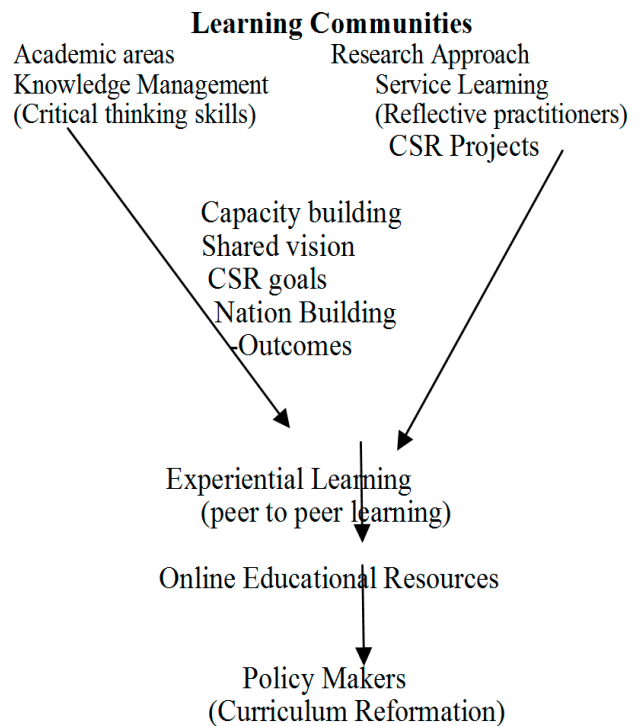 Learning Communities
Academic areas
Knowledge Management
(Critical thinking skills)
Research Approach
Service Learning
(Reflective practitioners)
CSR Projects
Capacity building
Shared vision
CSR goals
Nation Building
-Outcomes
Experiential Learning
(peer to peer learning)
Online Educational Resources
Policy Makers
(Curriculum Reformation)